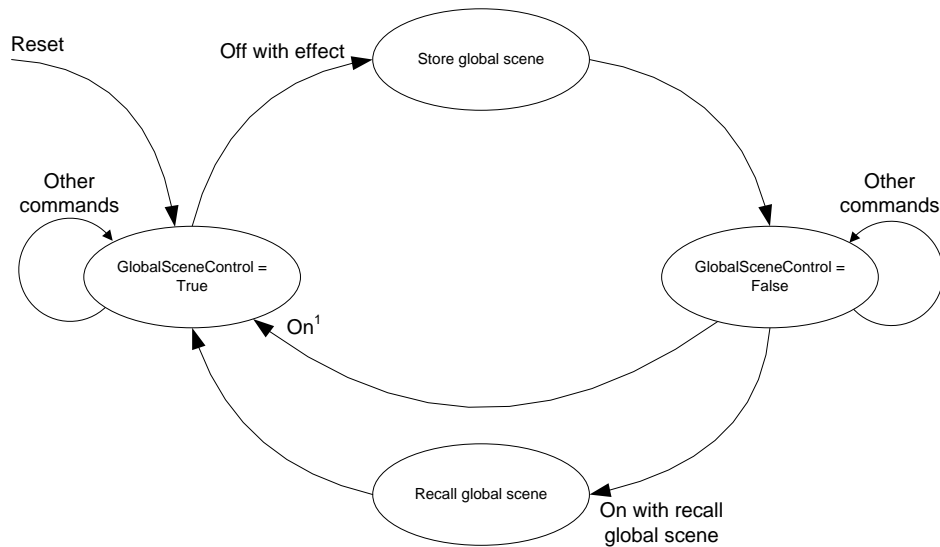 Reset
Off with effect
Store global scene
Other
commands
Other
commands
GlobalSceneControl =
True
GlobalSceneControl =
False
On¹
Recall global scene
On with recall
global scene